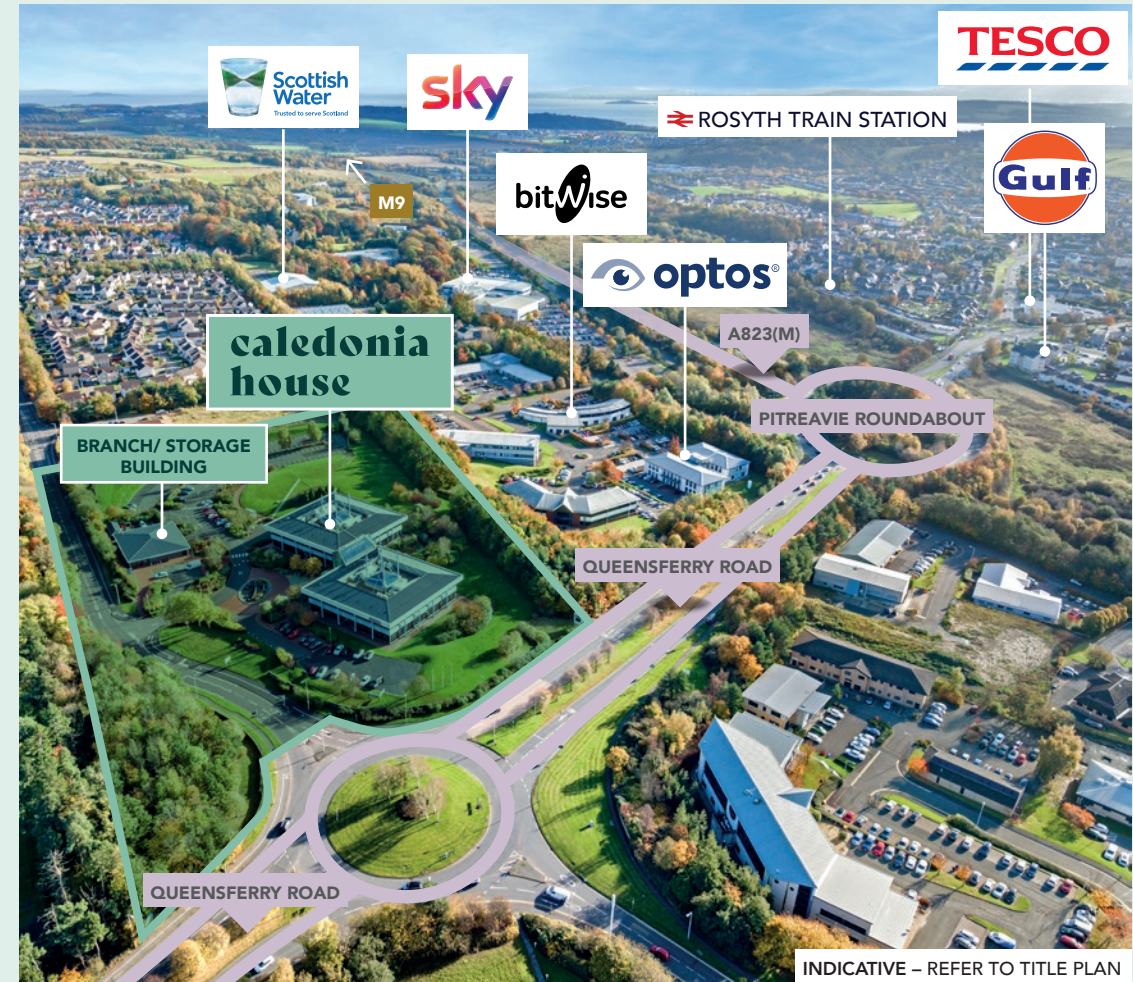 TESCO
Scottish
Water
Trusted to serve Scotland
sky
ROSYTH TRAIN STATION
Gulf
bitwise
M9
optos®
caledonia
house
A823(M)
PITREAVIE ROUNDABOUT
BRANCH/ STORAGE
BUILDING
QUEENSFERRY ROAD
QUEENSFERRY ROAD
INDICATIVE – REFER TO TITLE PLAN